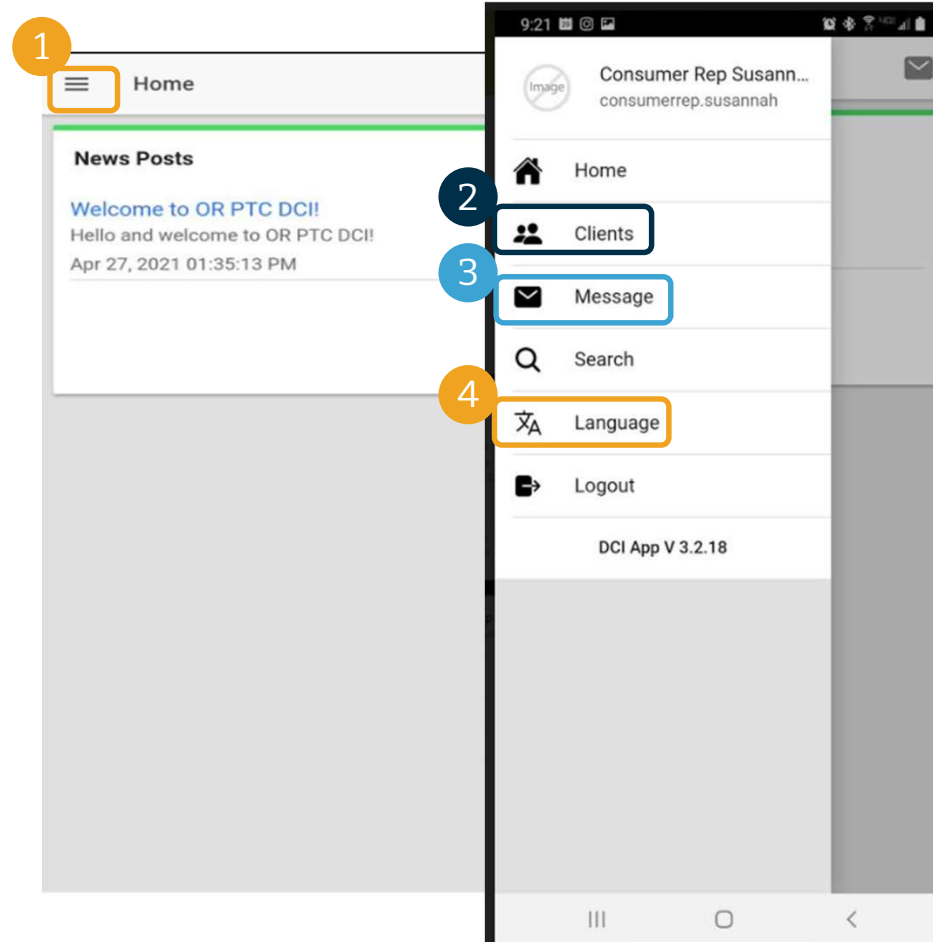 1
Home
News Posts
Welcome to OR PTC DCI!
Hello and welcome to OR PTC DCI!
Apr 27, 2021 01:35:13 PM
9:21
Image
Consumer Rep Susann...
consumerrep.susannah
Home
2
Clients
3
Message
Search
4
Language
Logout
DCI App V 3.2.18